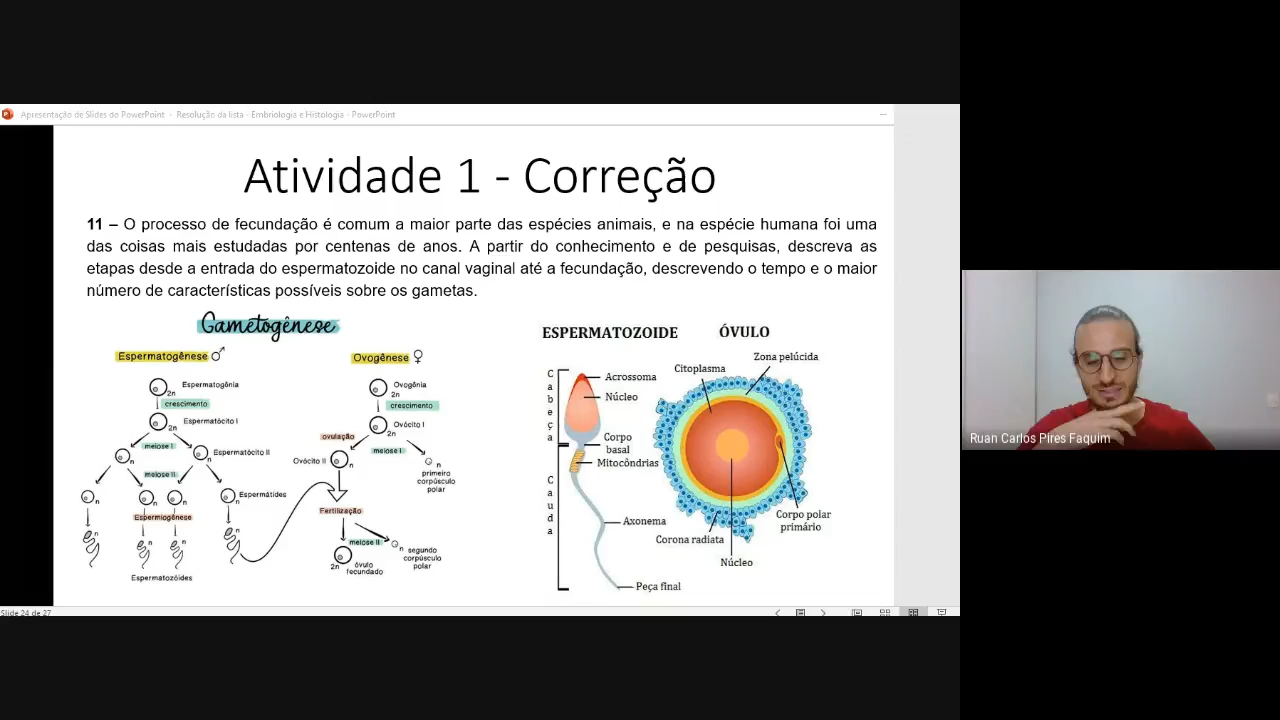 Apresentação de Slides do PowerPoint - Resolução da lista - Embriologia e Histologia - PowerPoint
Atividade 1 - Correção
11 – O processo de fecundação é comum a maior parte das espécies animais, e na espécie humana foi uma
das coisas mais estudadas por centenas de anos. A partir do conhecimento e de pesquisas, descreva as
etapas desde a entrada do espermatozoide no canal vaginal até a fecundação, descrevendo o tempo e o maior
número de características possíveis sobre os gametas.
Gametogênese
Espermatogênese ♂
Espermatogônia
2n
crescimento
Espermatócito I
2n
meiose I
n
n
Espermatócito II
meiose II
n
n
n
n
Espermátides
Espermiogênese
n
n
n
n
Espermatozóides
Ovogênese ♀
Ovogônia
2n
crescimento
Ovócito I
2n
ovulação
meiose I
Ovócito II
n
n
primeiro
corpúsculo
polar
Fertilização
meiose II
n
segundo
corpúsculo
polar
2n
óvulo
fecundado
ESPERMATOZOIDE
ÓVULO
Cabeça
Acrossoma
Núcleo
Corpo
basal
Mitocôndrias
Cauda
Axonema
Peça final
Citoplasma
Zona pelúcida
Corpo polar
primário
Corona radiata
Núcleo
Slide 24 de 27
Ruan Carlos Pires Faquim